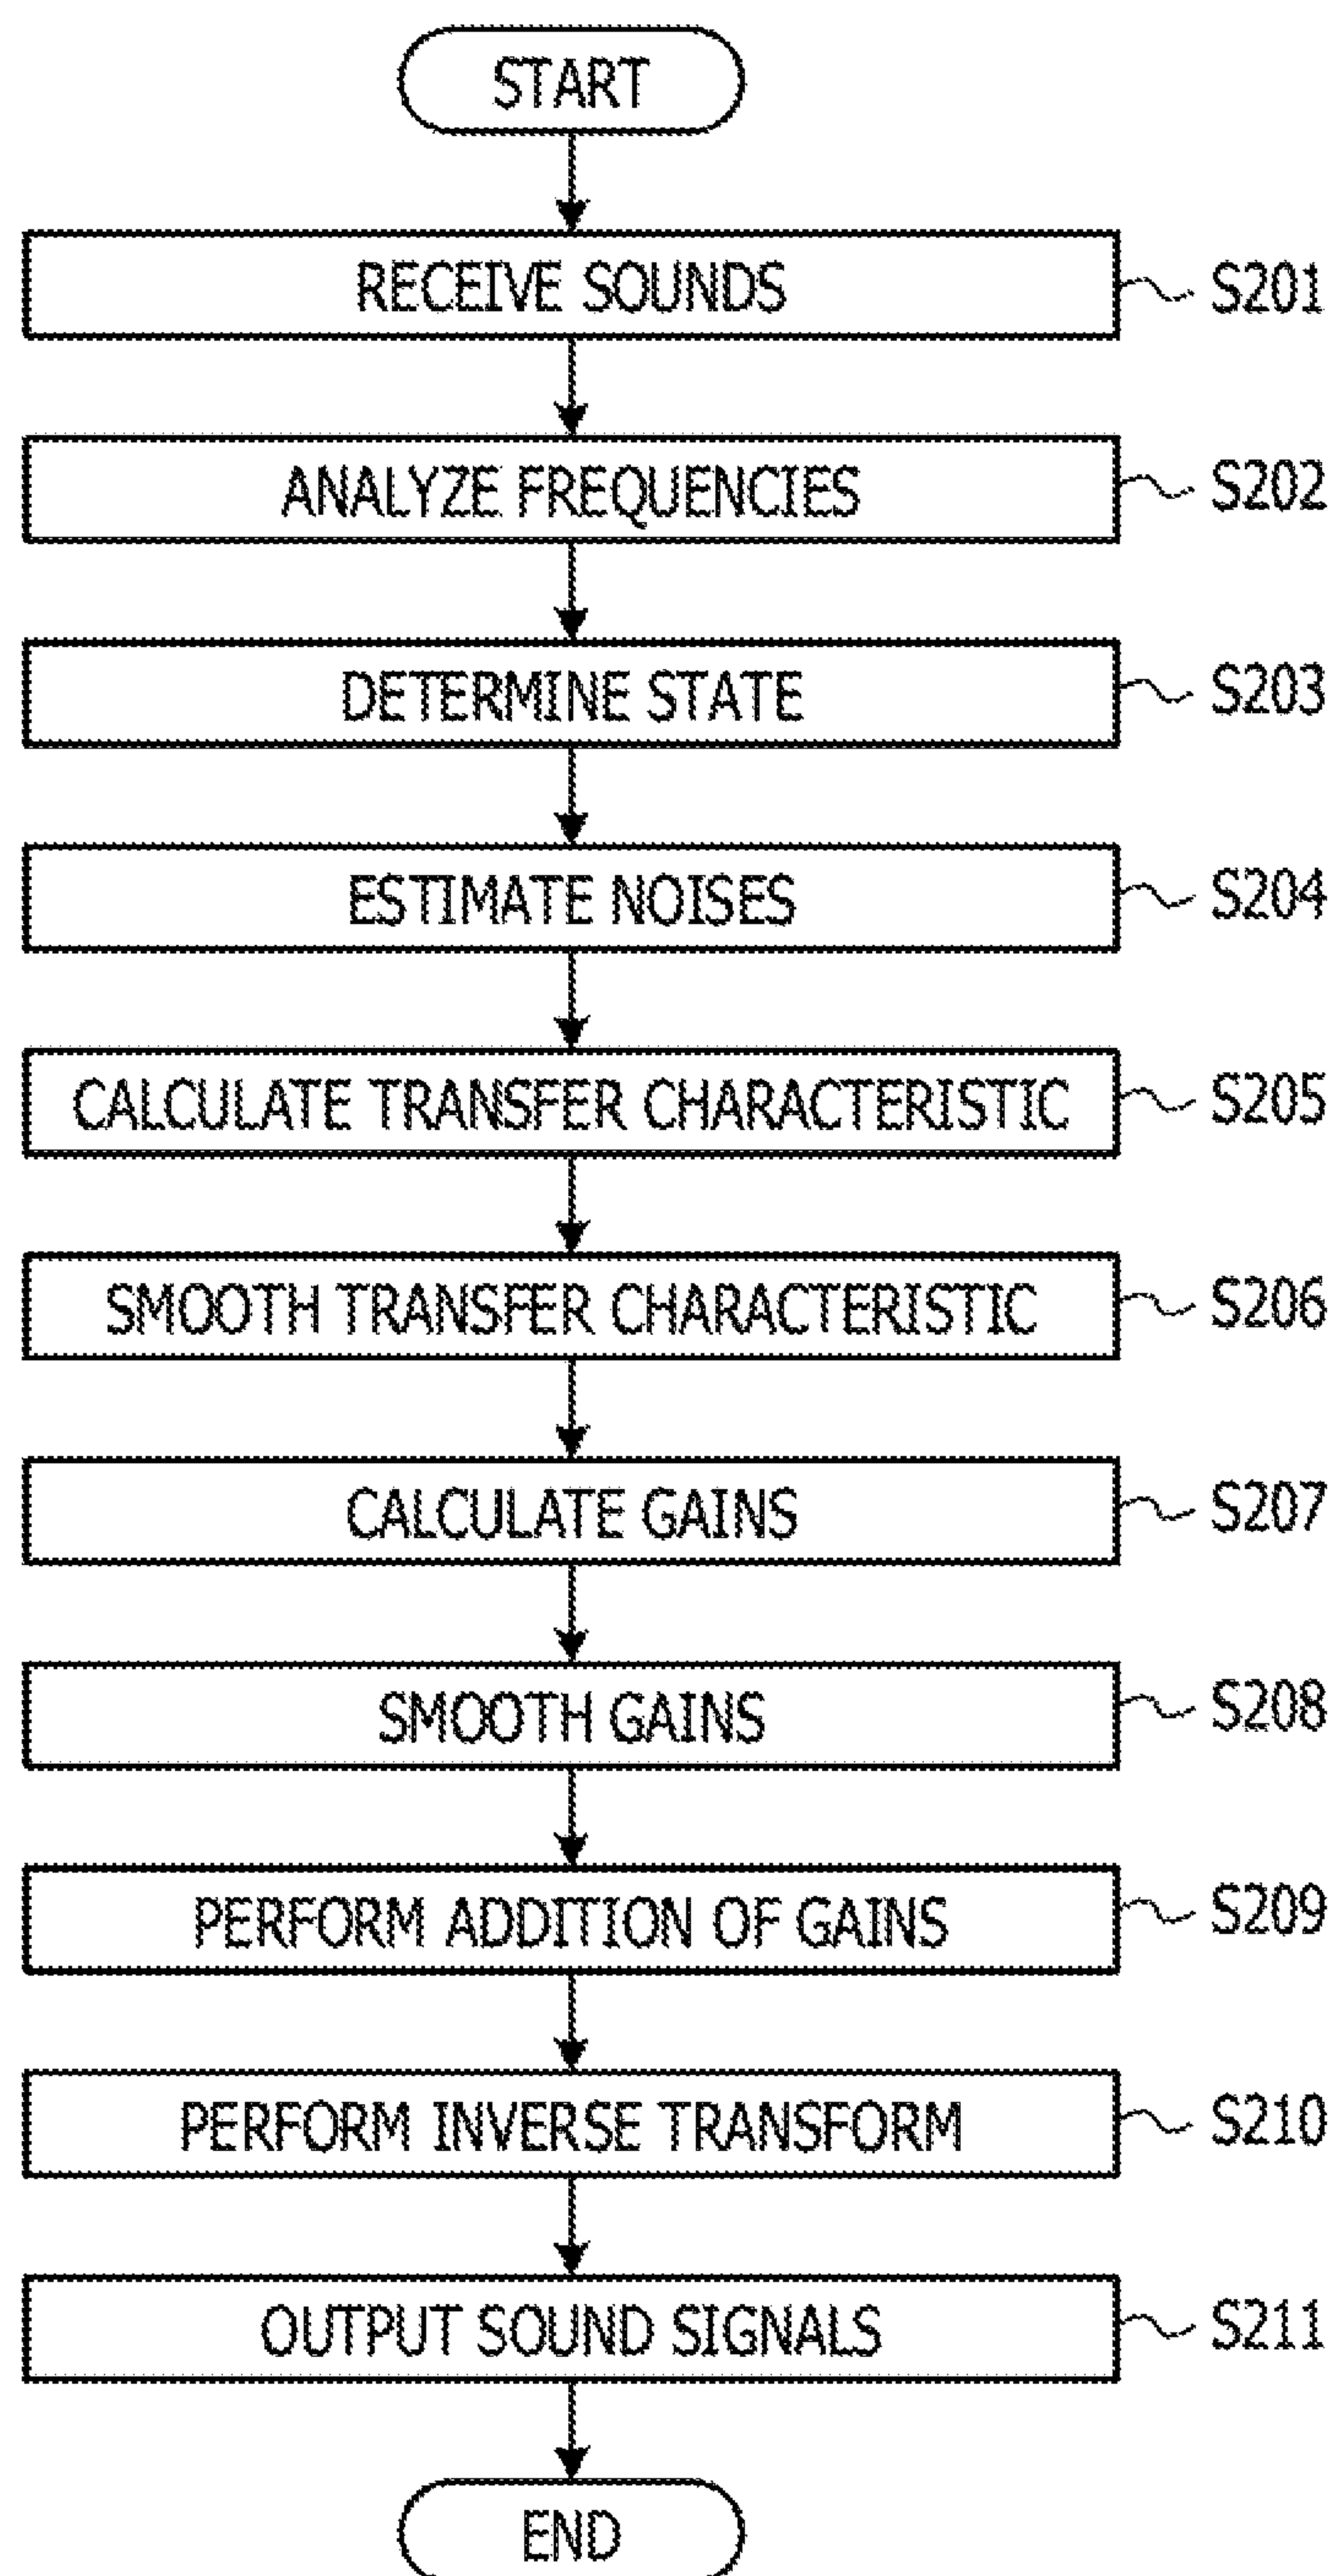 START
RECEIVE SOUNDS S201
ANALYZE FREQUENCIES S202
DETERMINE STATE S203
ESTIMATE NOISES S204
CALCULATE TRANSFER CHARACTERISTIC S205
SMOOTH TRANSFER CHARACTERISTIC S206
CALCULATE GAINS S207
SMOOTH GAINS S208
PERFORM ADDITION OF GAINS S209
PERFORM INVERSE TRANSFORM S210
OUTPUT SOUND SIGNALS S211
END